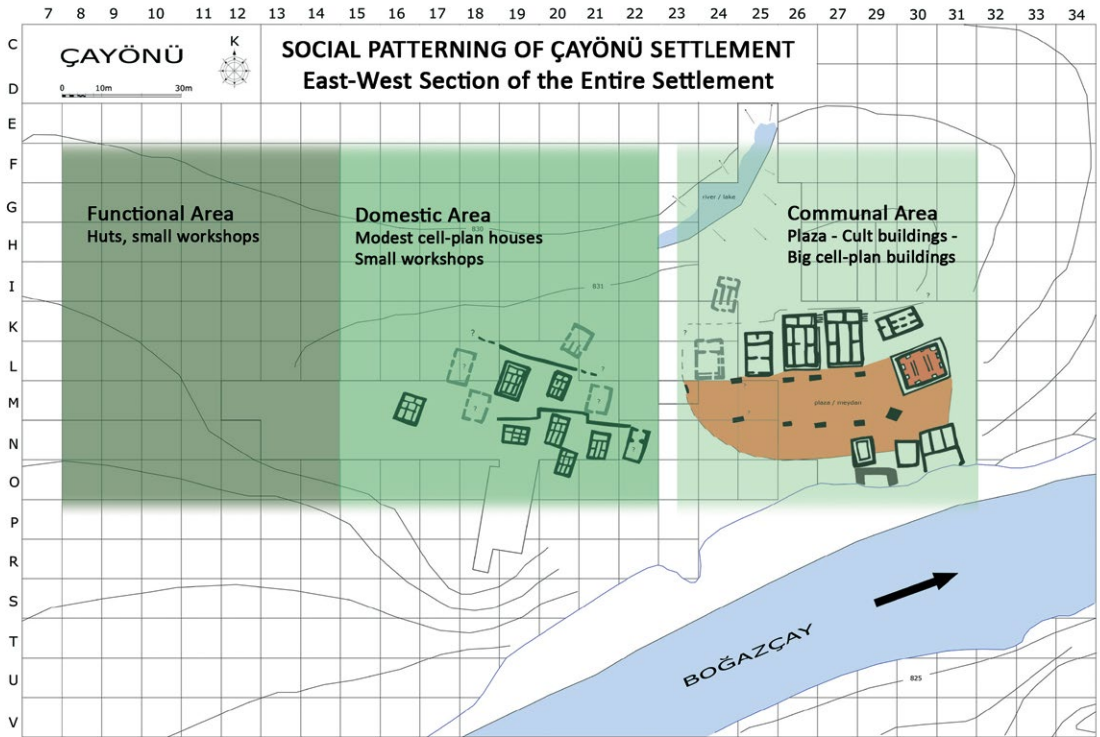 7 8 9 10 11 12 13 14 15 16 17 18 19 20 21 22 23 24 25 26 27 28 29 30 31 32 33 34
C
D
E
F
G
H
I
K
L
M
N
O
P
R
S
T
U
V
ÇAYÖNÜ
K
0 10m 30m
SOCIAL PATTERNING OF ÇAYÖNÜ SETTLEMENT
East-West Section of the Entire Settlement
Functional Area
Huts, small workshops
Domestic Area
Modest cell-plan houses
Small workshops
Communal Area
Plaza - Cult buildings -
Big cell-plan buildings
river / lake
830
831
?
?
?
?
?
?
?
?
?
?
?
plaza / meydan
BOĞAZÇAY
825